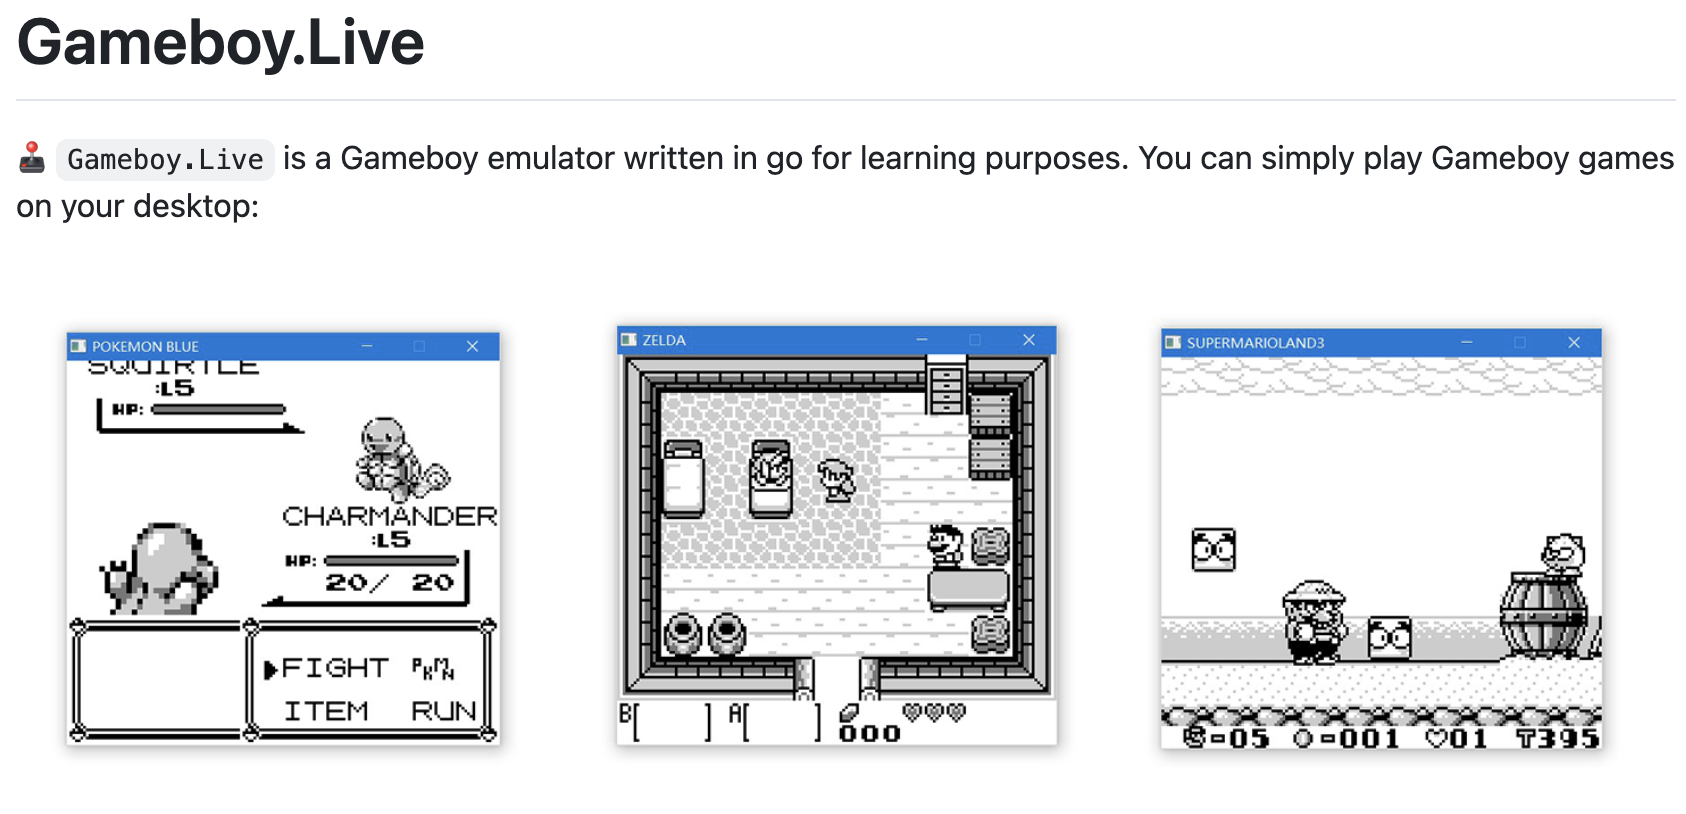 Gameboy.Live
Gameboy.Live is a Gameboy emulator written in go for learning purposes. You can simply play Gameboy games
on your desktop:
POKEMON BLUE
SQUIRTLE
:L5
HP:
CHARMANDER
:L5
HP:
20/ 20
FIGHT PKMN
ITEM RUN
ZELDA
B[ ] A[ ]
000
SUPERMARIOLAND3
-05 -001 01 T395